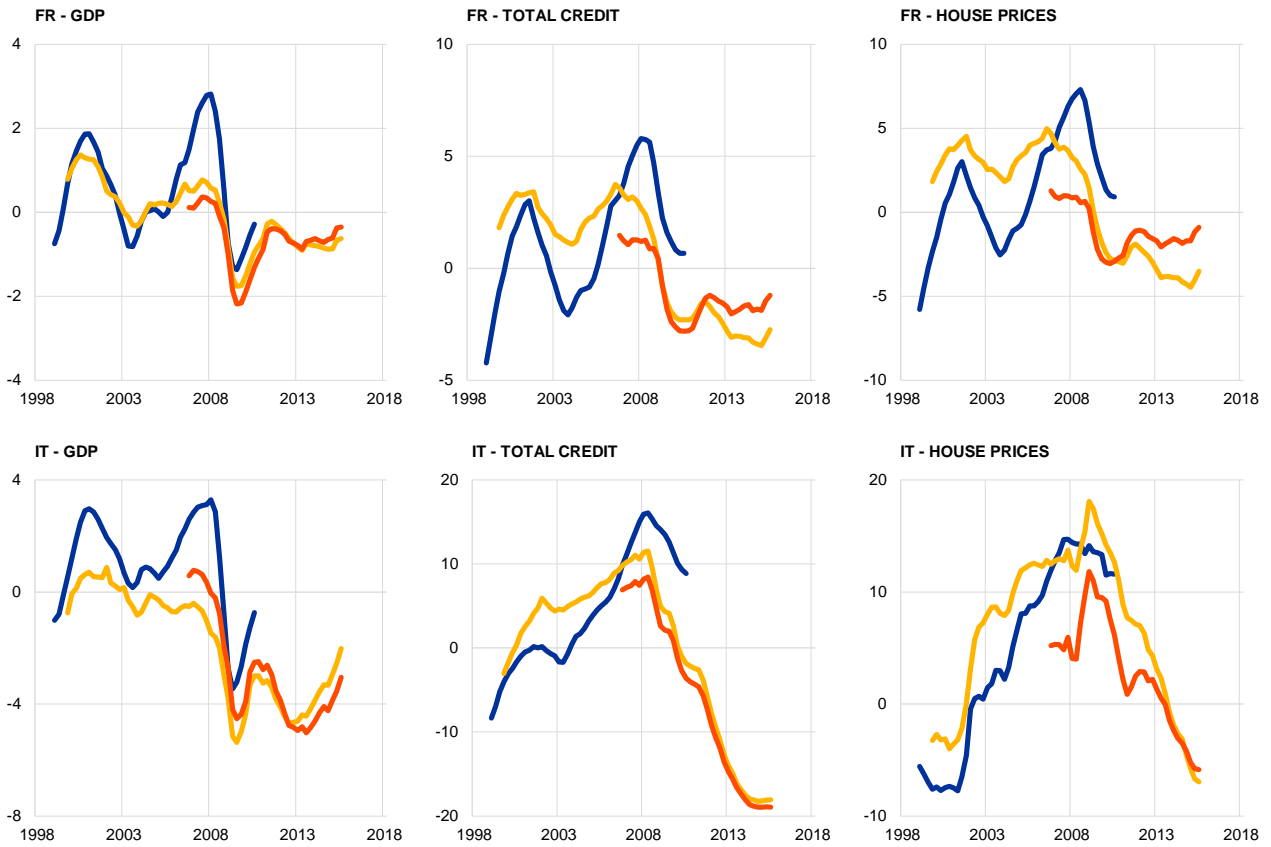 FR - GDP
4
2
0
-2
-4
1998 2003 2008 2013 2018
FR - TOTAL CREDIT
10
5
0
-5
1998 2003 2008 2013 2018
FR - HOUSE PRICES
10
5
0
-5
-10
1998 2003 2008 2013 2018
IT - GDP
4
0
-4
-8
1998 2003 2008 2013 2018
IT - TOTAL CREDIT
20
10
0
-10
-20
1998 2003 2008 2013 2018
IT - HOUSE PRICES
20
10
0
-10
1998 2003 2008 2013 2018